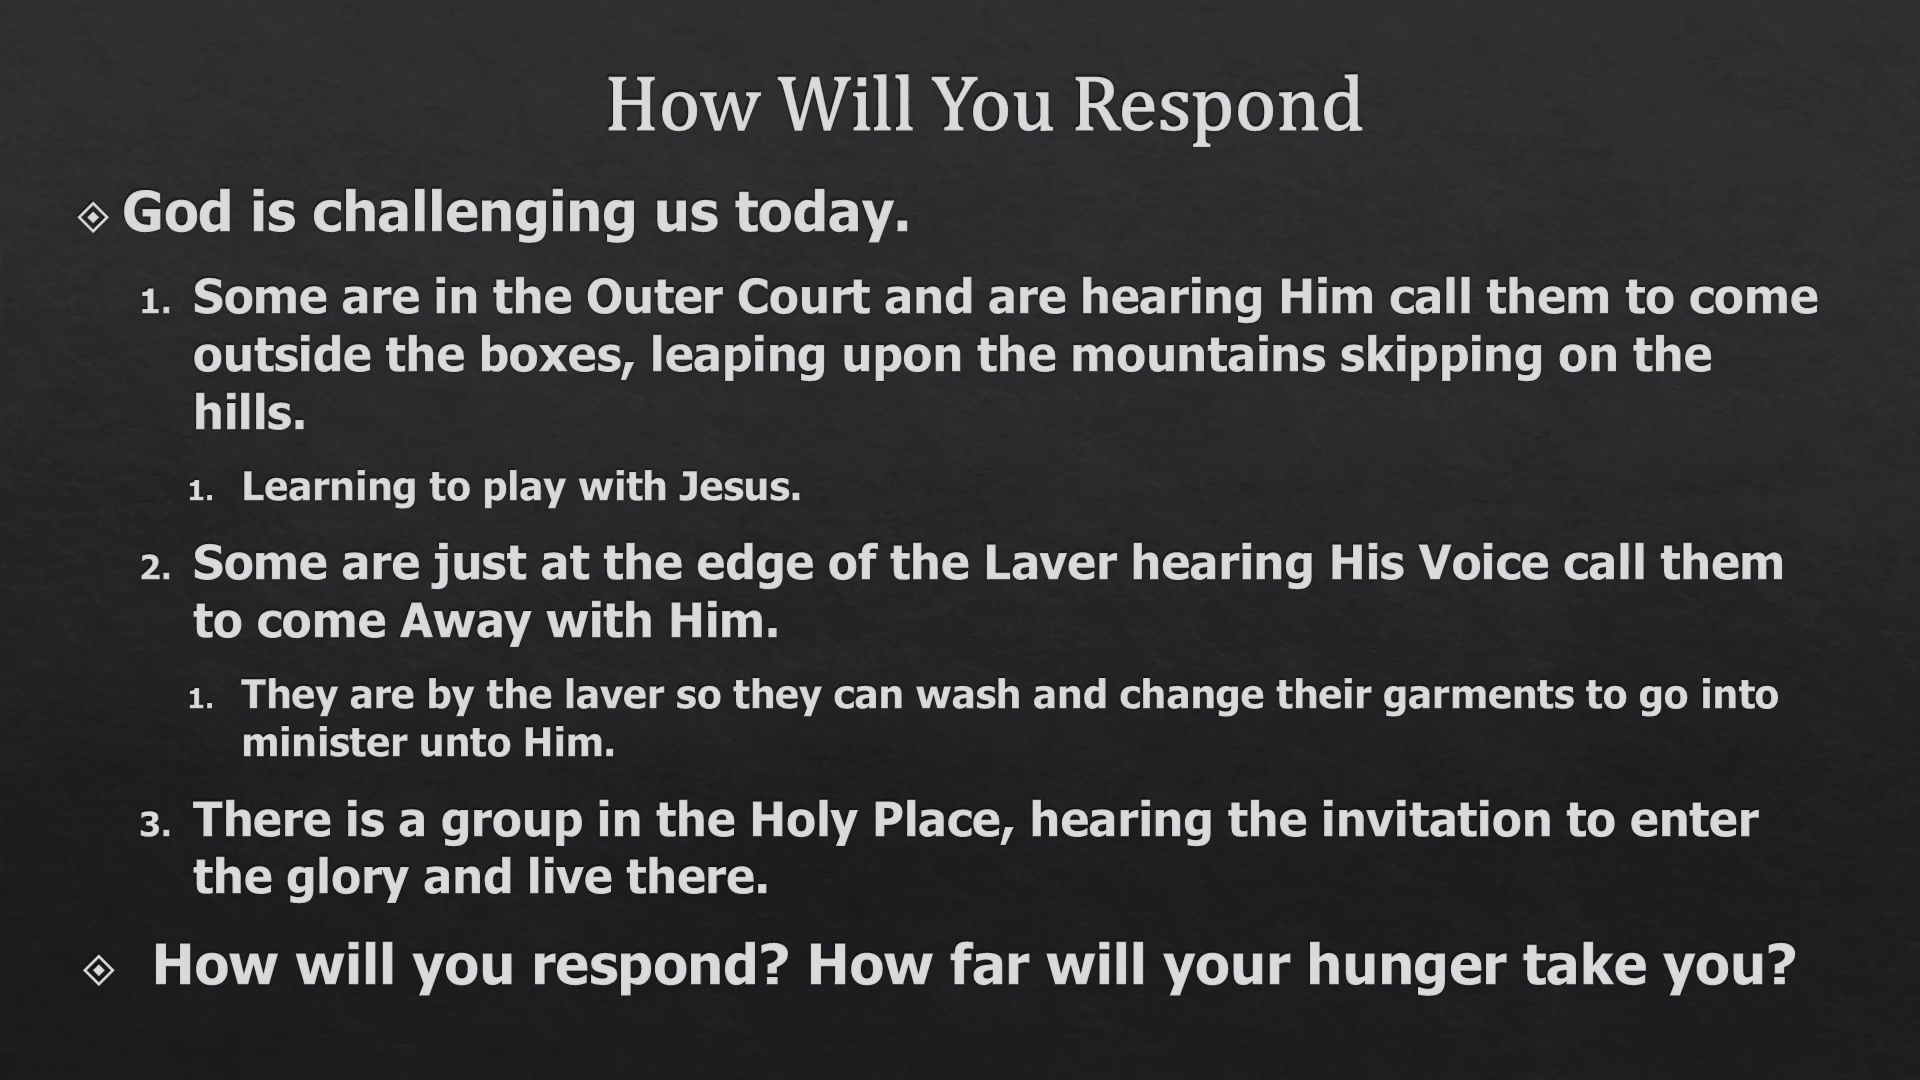 How Will You Respond
God is challenging us today.
1. Some are in the Outer Court and are hearing Him call them to come
outside the boxes, leaping upon the mountains skipping on the
hills.
1. Learning to play with Jesus.
2. Some are just at the edge of the Laver hearing His Voice call them
to come Away with Him.
1. They are by the laver so they can wash and change their garments to go into
minister unto Him.
3. There is a group in the Holy Place, hearing the invitation to enter
the glory and live there.
How will you respond? How far will your hunger take you?